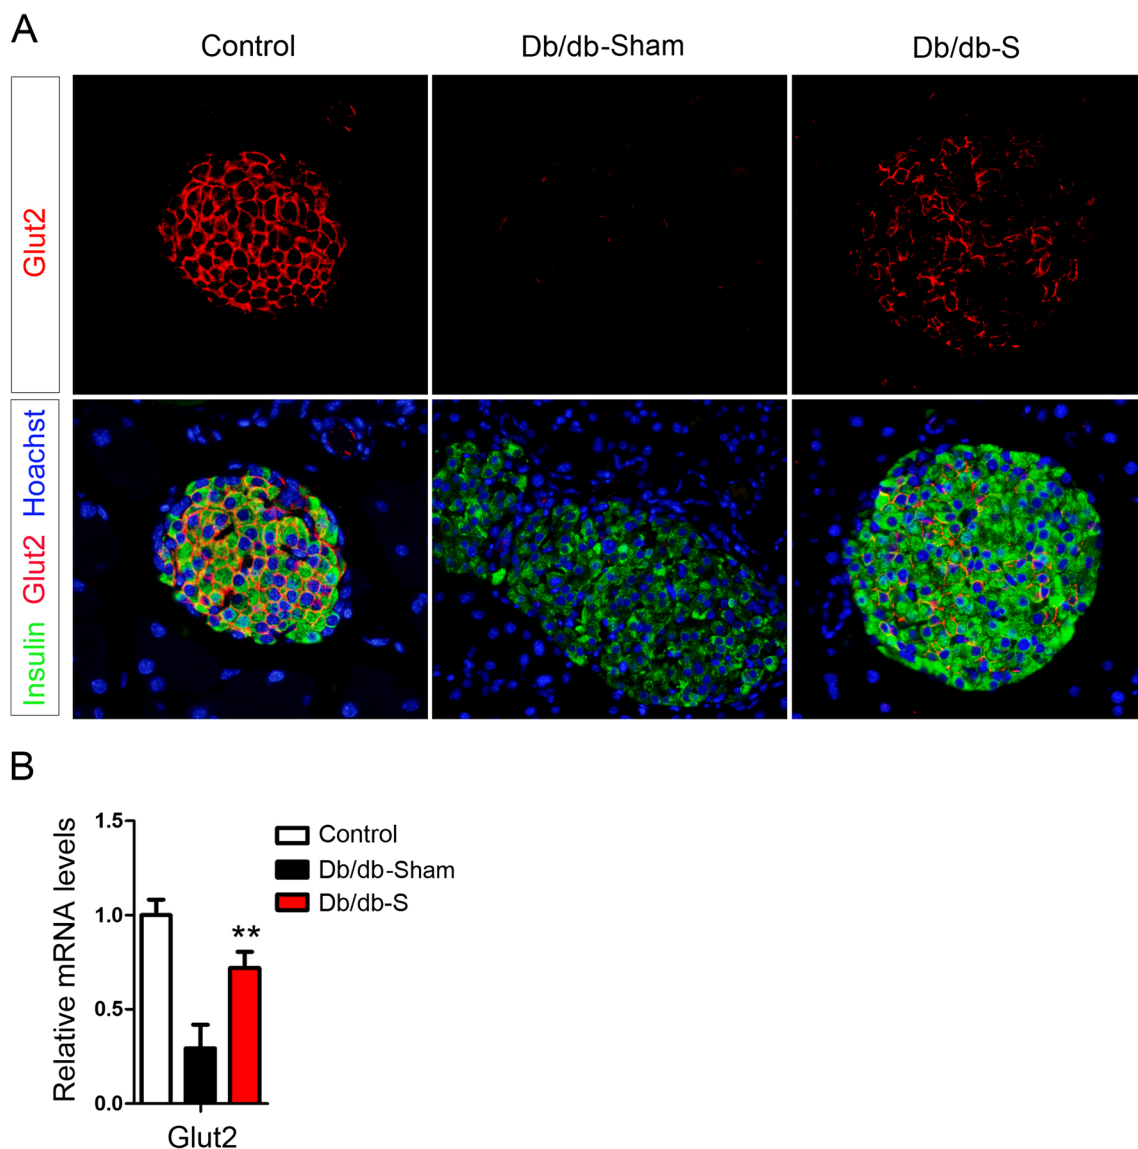 A
Control
Db/db-Sham
Db/db-S
Glut2
Insulin Glut2 Hoachst
B
Relative mRNA levels
1.5
1.0
0.5
0.0
**
Control
Db/db-Sham
Db/db-S
Glut2